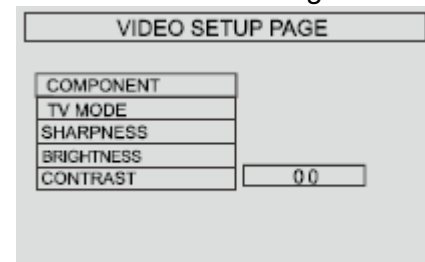 VIDEO SETUP PAGE
COMPONENT
TV MODE
SHARPNESS
BRIGHTNESS
CONTRAST 00